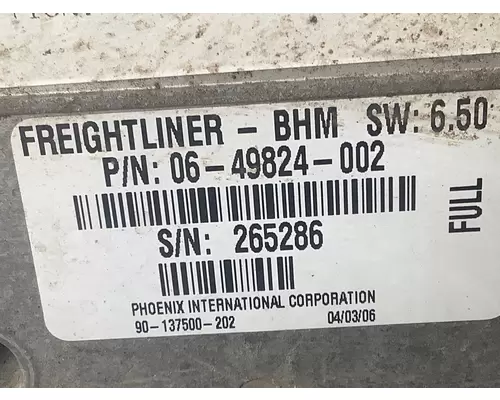 FREIGHTLINER - BHM SW: 6.50
P/N: 06-49824-002
FULL
S/N: 265286
PHOENIX INTERNATIONAL CORPORATION
90-137500-202 04/03/06